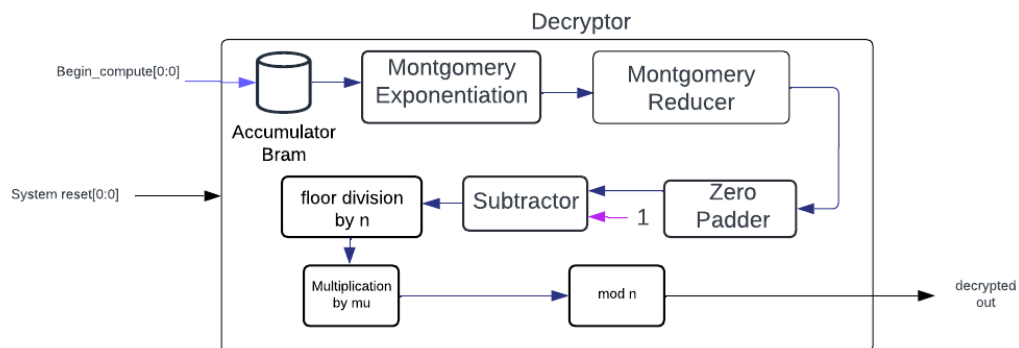 Decryptor
Begin_compute[0:0]
Montgomery
Exponentiation
Montgomery
Reducer
Accumulator
Bram
System reset[0:0]
floor division
by n
Subtractor
1
Zero
Padder
Multiplication
by mu
mod n
decrypted
out